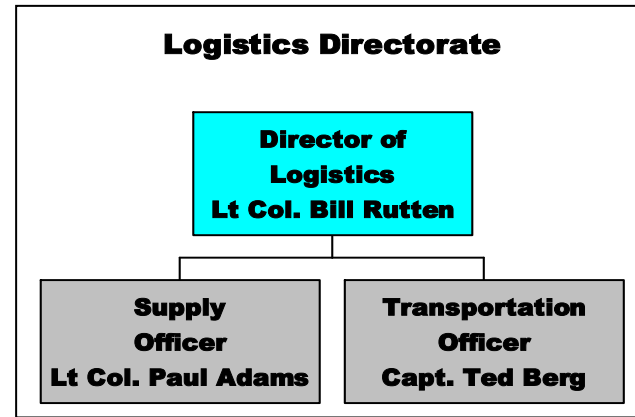 Logistics Directorate
Director of
Logistics
Lt Col. Bill Rutten
Supply
Officer
Lt Col. Paul Adams
Transportation
Officer
Capt. Ted Berg